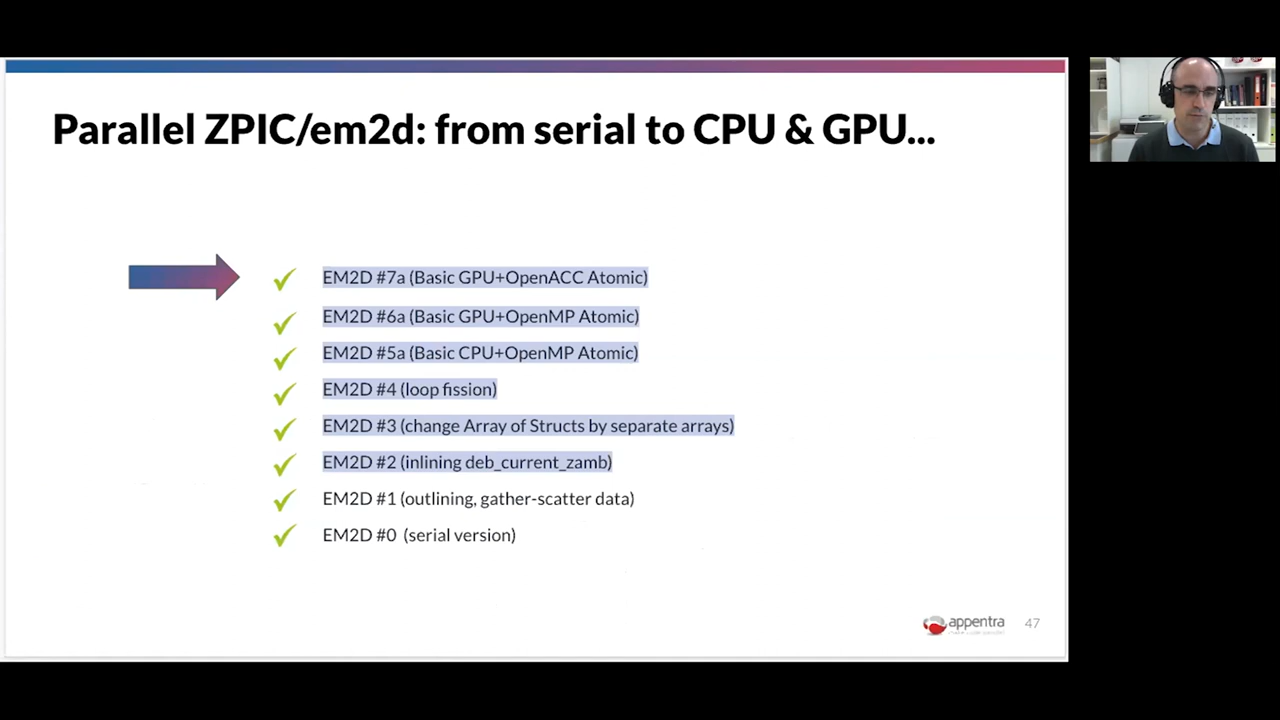 Parallel ZPIC/em2d: from serial to CPU & GPU...
EM2D #7a (Basic GPU+OpenACC Atomic)
EM2D #6a (Basic GPU+OpenMP Atomic)
EM2D #5a (Basic CPU+OpenMP Atomic)
EM2D #4 (loop fission)
EM2D #3 (change Array of Structs by separate arrays)
EM2D #2 (inlining deb_current_zamb)
EM2D #1 (outlining, gather-scatter data)
EM2D #0 (serial version)
appentra
47